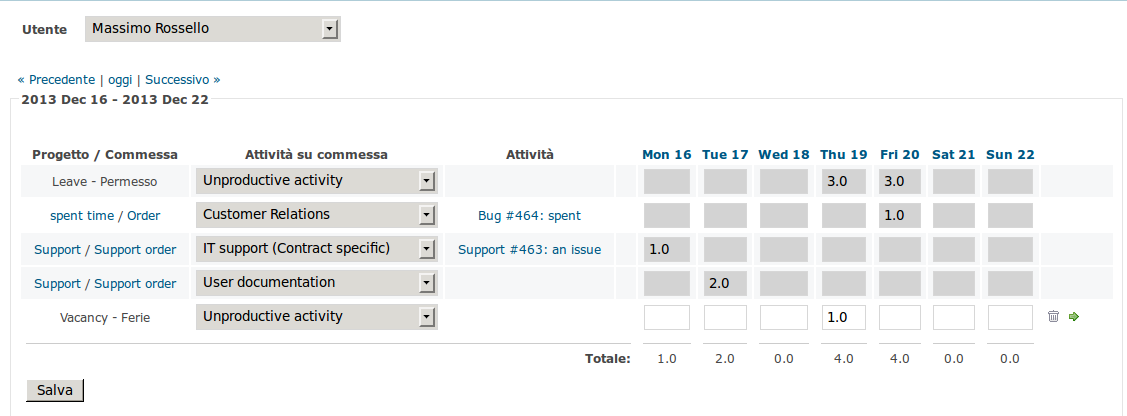 Utente Massimo Rossello
« Precedente | oggi | Successivo »
2013 Dec 16 - 2013 Dec 22
Progetto / Commessa Attività su commessa Attività Mon 16 Tue 17 Wed 18 Thu 19 Fri 20 Sat 21 Sun 22
Leave - Permesso Unproductive activity 3.0 3.0
spent time / Order Customer Relations Bug #464: spent 1.0
Support / Support order IT support (Contract specific) Support #463: an issue 1.0
Support / Support order User documentation 2.0
Vacancy - Ferie Unproductive activity 1.0
Totale: 1.0 2.0 0.0 4.0 4.0 0.0 0.0
Salva